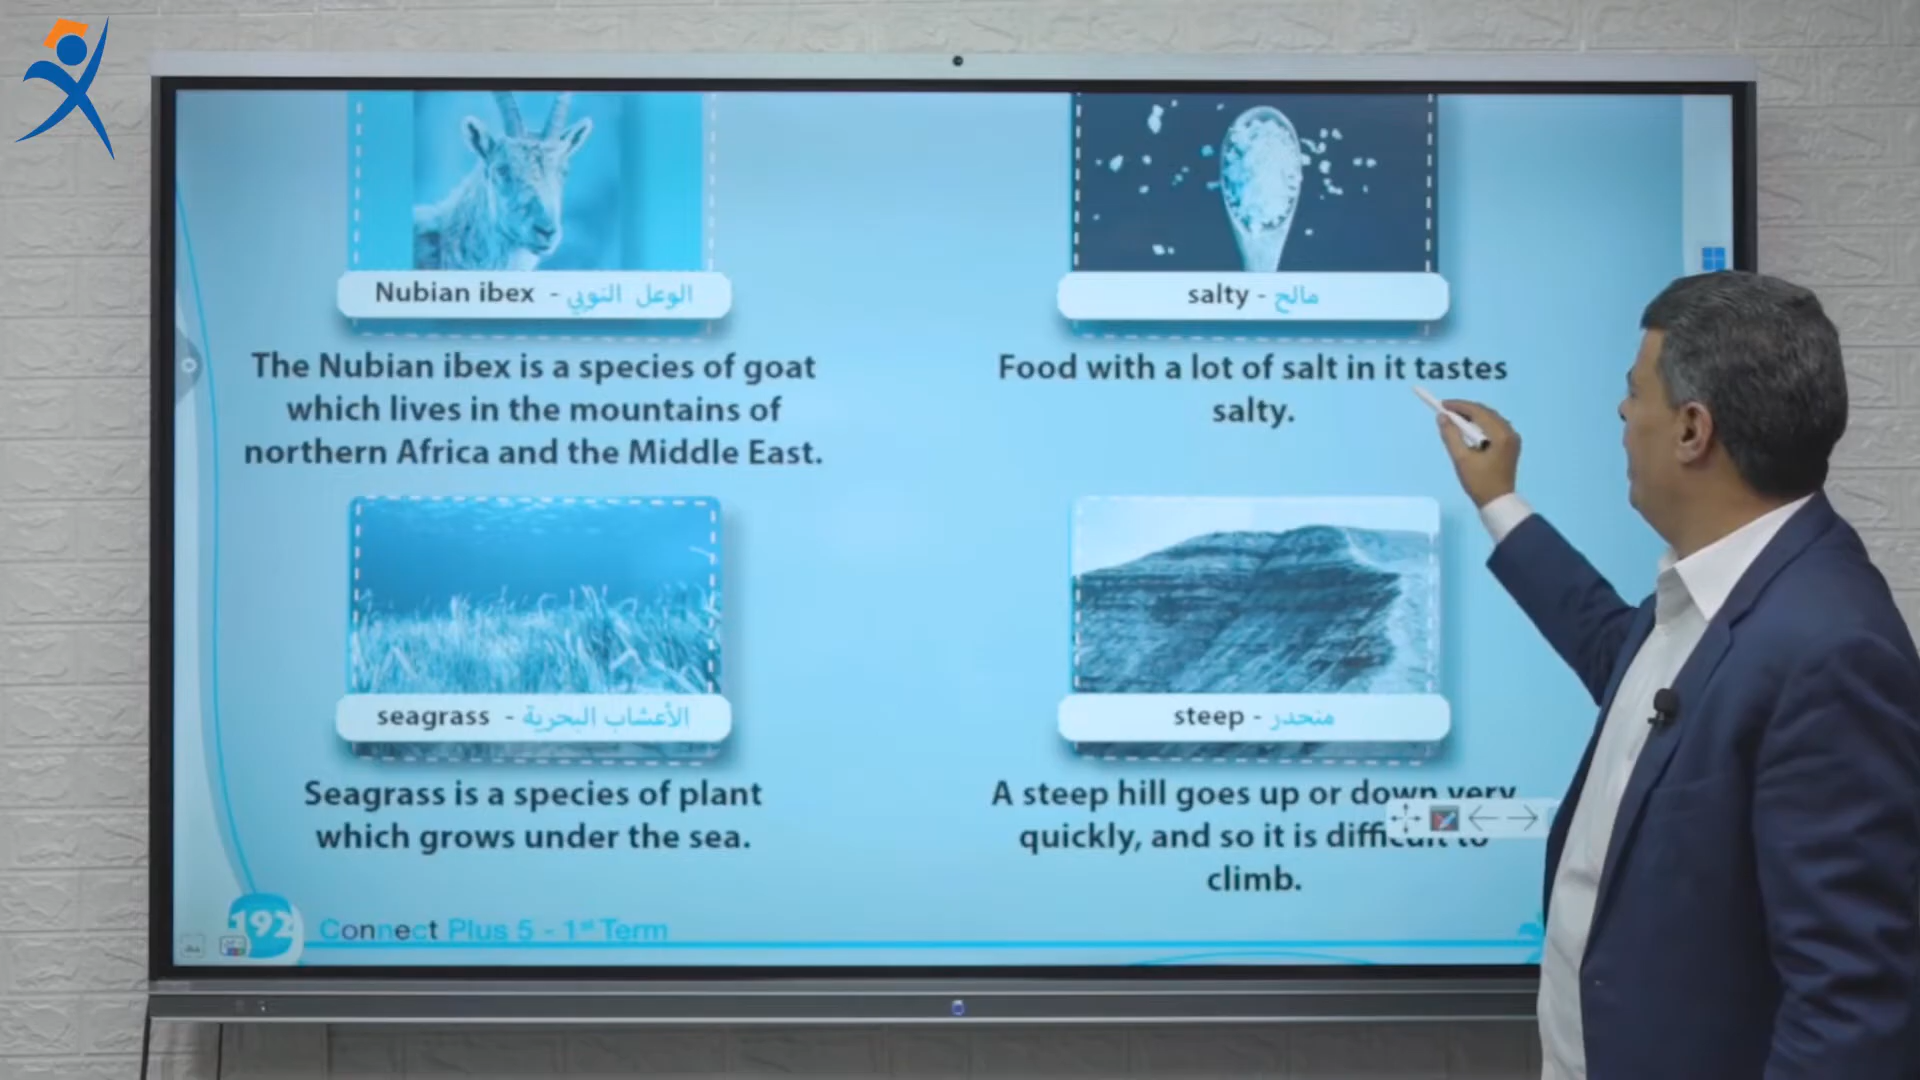 Nubian ibex - الوعل النوبي
The Nubian ibex is a species of goat
which lives in the mountains of
northern Africa and the Middle East.
salty - مالح
Food with a lot of salt in it tastes
salty.
seagrass - الأعشاب البحرية
Seagrass is a species of plant
which grows under the sea.
steep - منحدر
A steep hill goes up or down very
quickly, and so it is difficult to
climb.
192
Connect Plus 5 - 1st Term